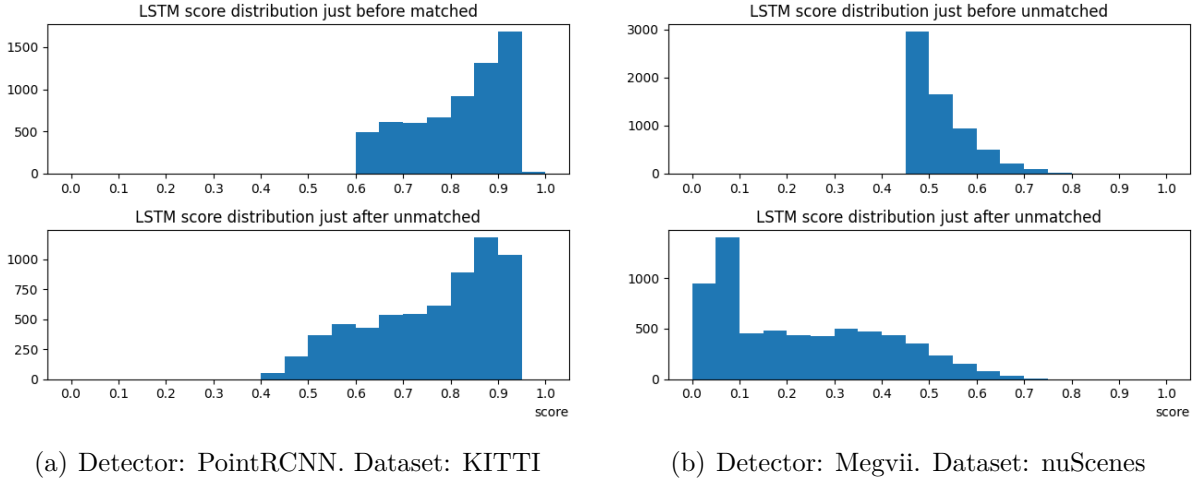 LSTM score distribution just before matched
1500
1000
500
0
0.0 0.1 0.2 0.3 0.4 0.5 0.6 0.7 0.8 0.9 1.0
LSTM score distribution just after unmatched
1000
750
500
250
0
0.0 0.1 0.2 0.3 0.4 0.5 0.6 0.7 0.8 0.9 1.0
score
(a) Detector: PointRCNN. Dataset: KITTI
LSTM score distribution just before unmatched
3000
2000
1000
0
0.0 0.1 0.2 0.3 0.4 0.5 0.6 0.7 0.8 0.9 1.0
LSTM score distribution just after unmatched
1000
500
0
0.0 0.1 0.2 0.3 0.4 0.5 0.6 0.7 0.8 0.9 1.0
score
(b) Detector: Megvii. Dataset: nuScenes